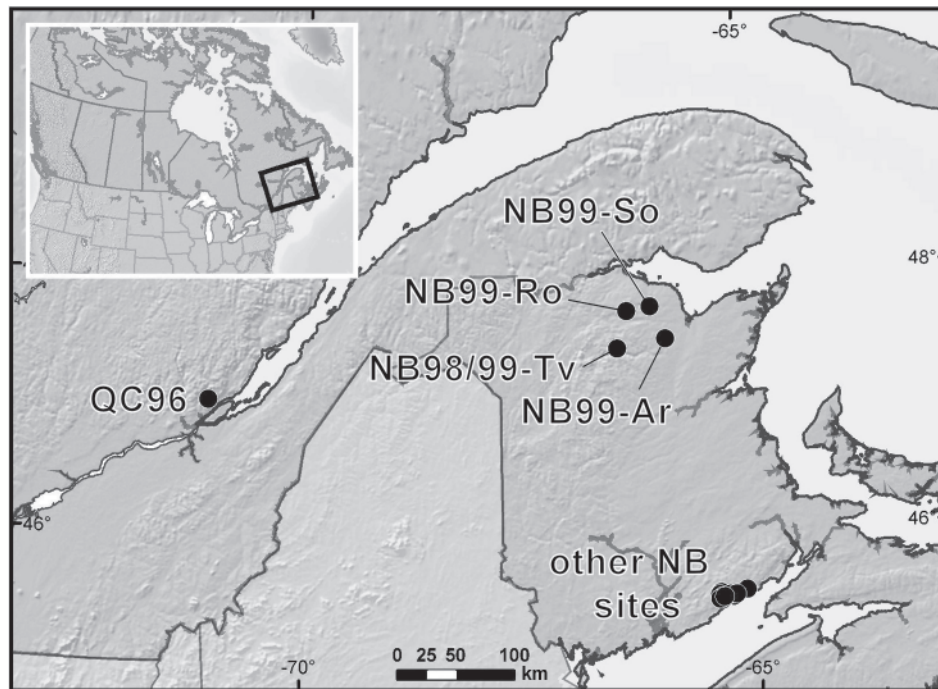 -65°
NB99-So
48°
NB99-Ro
NB98/99-Tv
QC96
NB99-Ar
46°
46°
other NB
sites
0 25 50 100
km
-70°
-65°